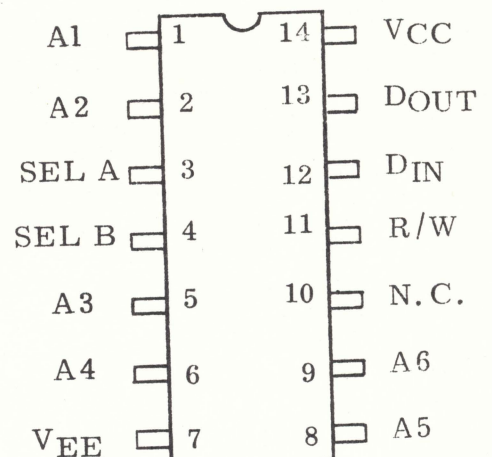 A1 1 14 VCC
A2 2 13 DOUT
SEL A 3 12 DIN
SEL B 4 11 R/W
A3 5 10 N.C.
A4 6 9 A6
VEE 7 8 A5